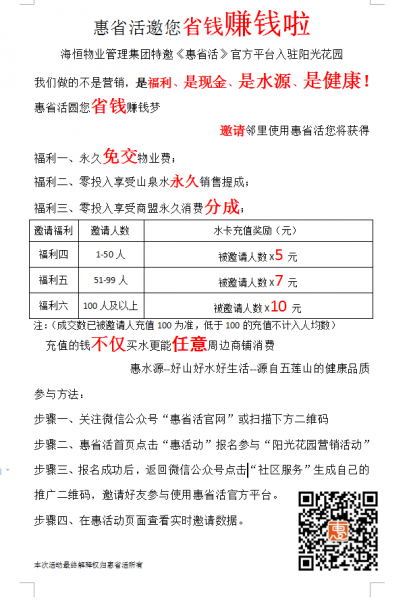 惠省活邀您省钱赚钱啦
海恒物业管理集团特邀《惠省活》官方平台入驻阳光花园
我们做的不是营销，是福利、是现金、是水源、是健康！
惠省活圆您省钱赚钱梦
邀请邻里使用惠省活您将获得
福利一、永久免交物业费；
福利二、零投入享受山泉水永久销售提成；
福利三、零投入享受商盟永久消费分成；
邀请福利 邀请人数 水卡充值奖励（元）
福利四 1-50 人 被邀请人数 X 5 元
福利五 51-99 人 被邀请人数 X 7 元
福利六 100 人及以上 被邀请人数 X 10 元
注：（成交数已被邀请人充值 100 为准，低于 100 的充值不计入人均数）
充值的钱不仅买水更能任意周边商铺消费
惠水源--好山好水好生活--源自五莲山的健康品质
参与方法：
步骤一、关注微信公众号“惠省活官网”或扫描下方二维码
步骤二、惠省活首页点击“惠活动”报名参与“阳光花园营销活动”
步骤三、报名成功后，返回微信公众号点击“社区服务”生成自己的
推广二维码，邀请好友参与使用惠省活官方平台。
步骤四、在惠活动页面查看实时邀请数据。
惠
本次活动最终解释权归惠省活所有